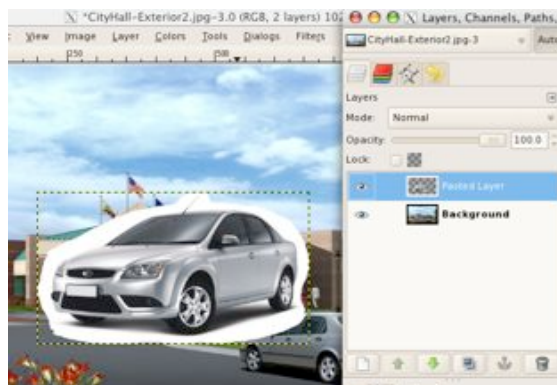 *CityHall-Exterior2.jpg-3.0 (RGB, 2 layers) 102
View Image Layer Colors Tools Dialogs Filters
250 500
Layers, Channels, Paths,
CityHall-Exterior2.jpg-3 Auto
Layers
Mode: Normal
Opacity: 100.0
Lock:
Pasted Layer
Background